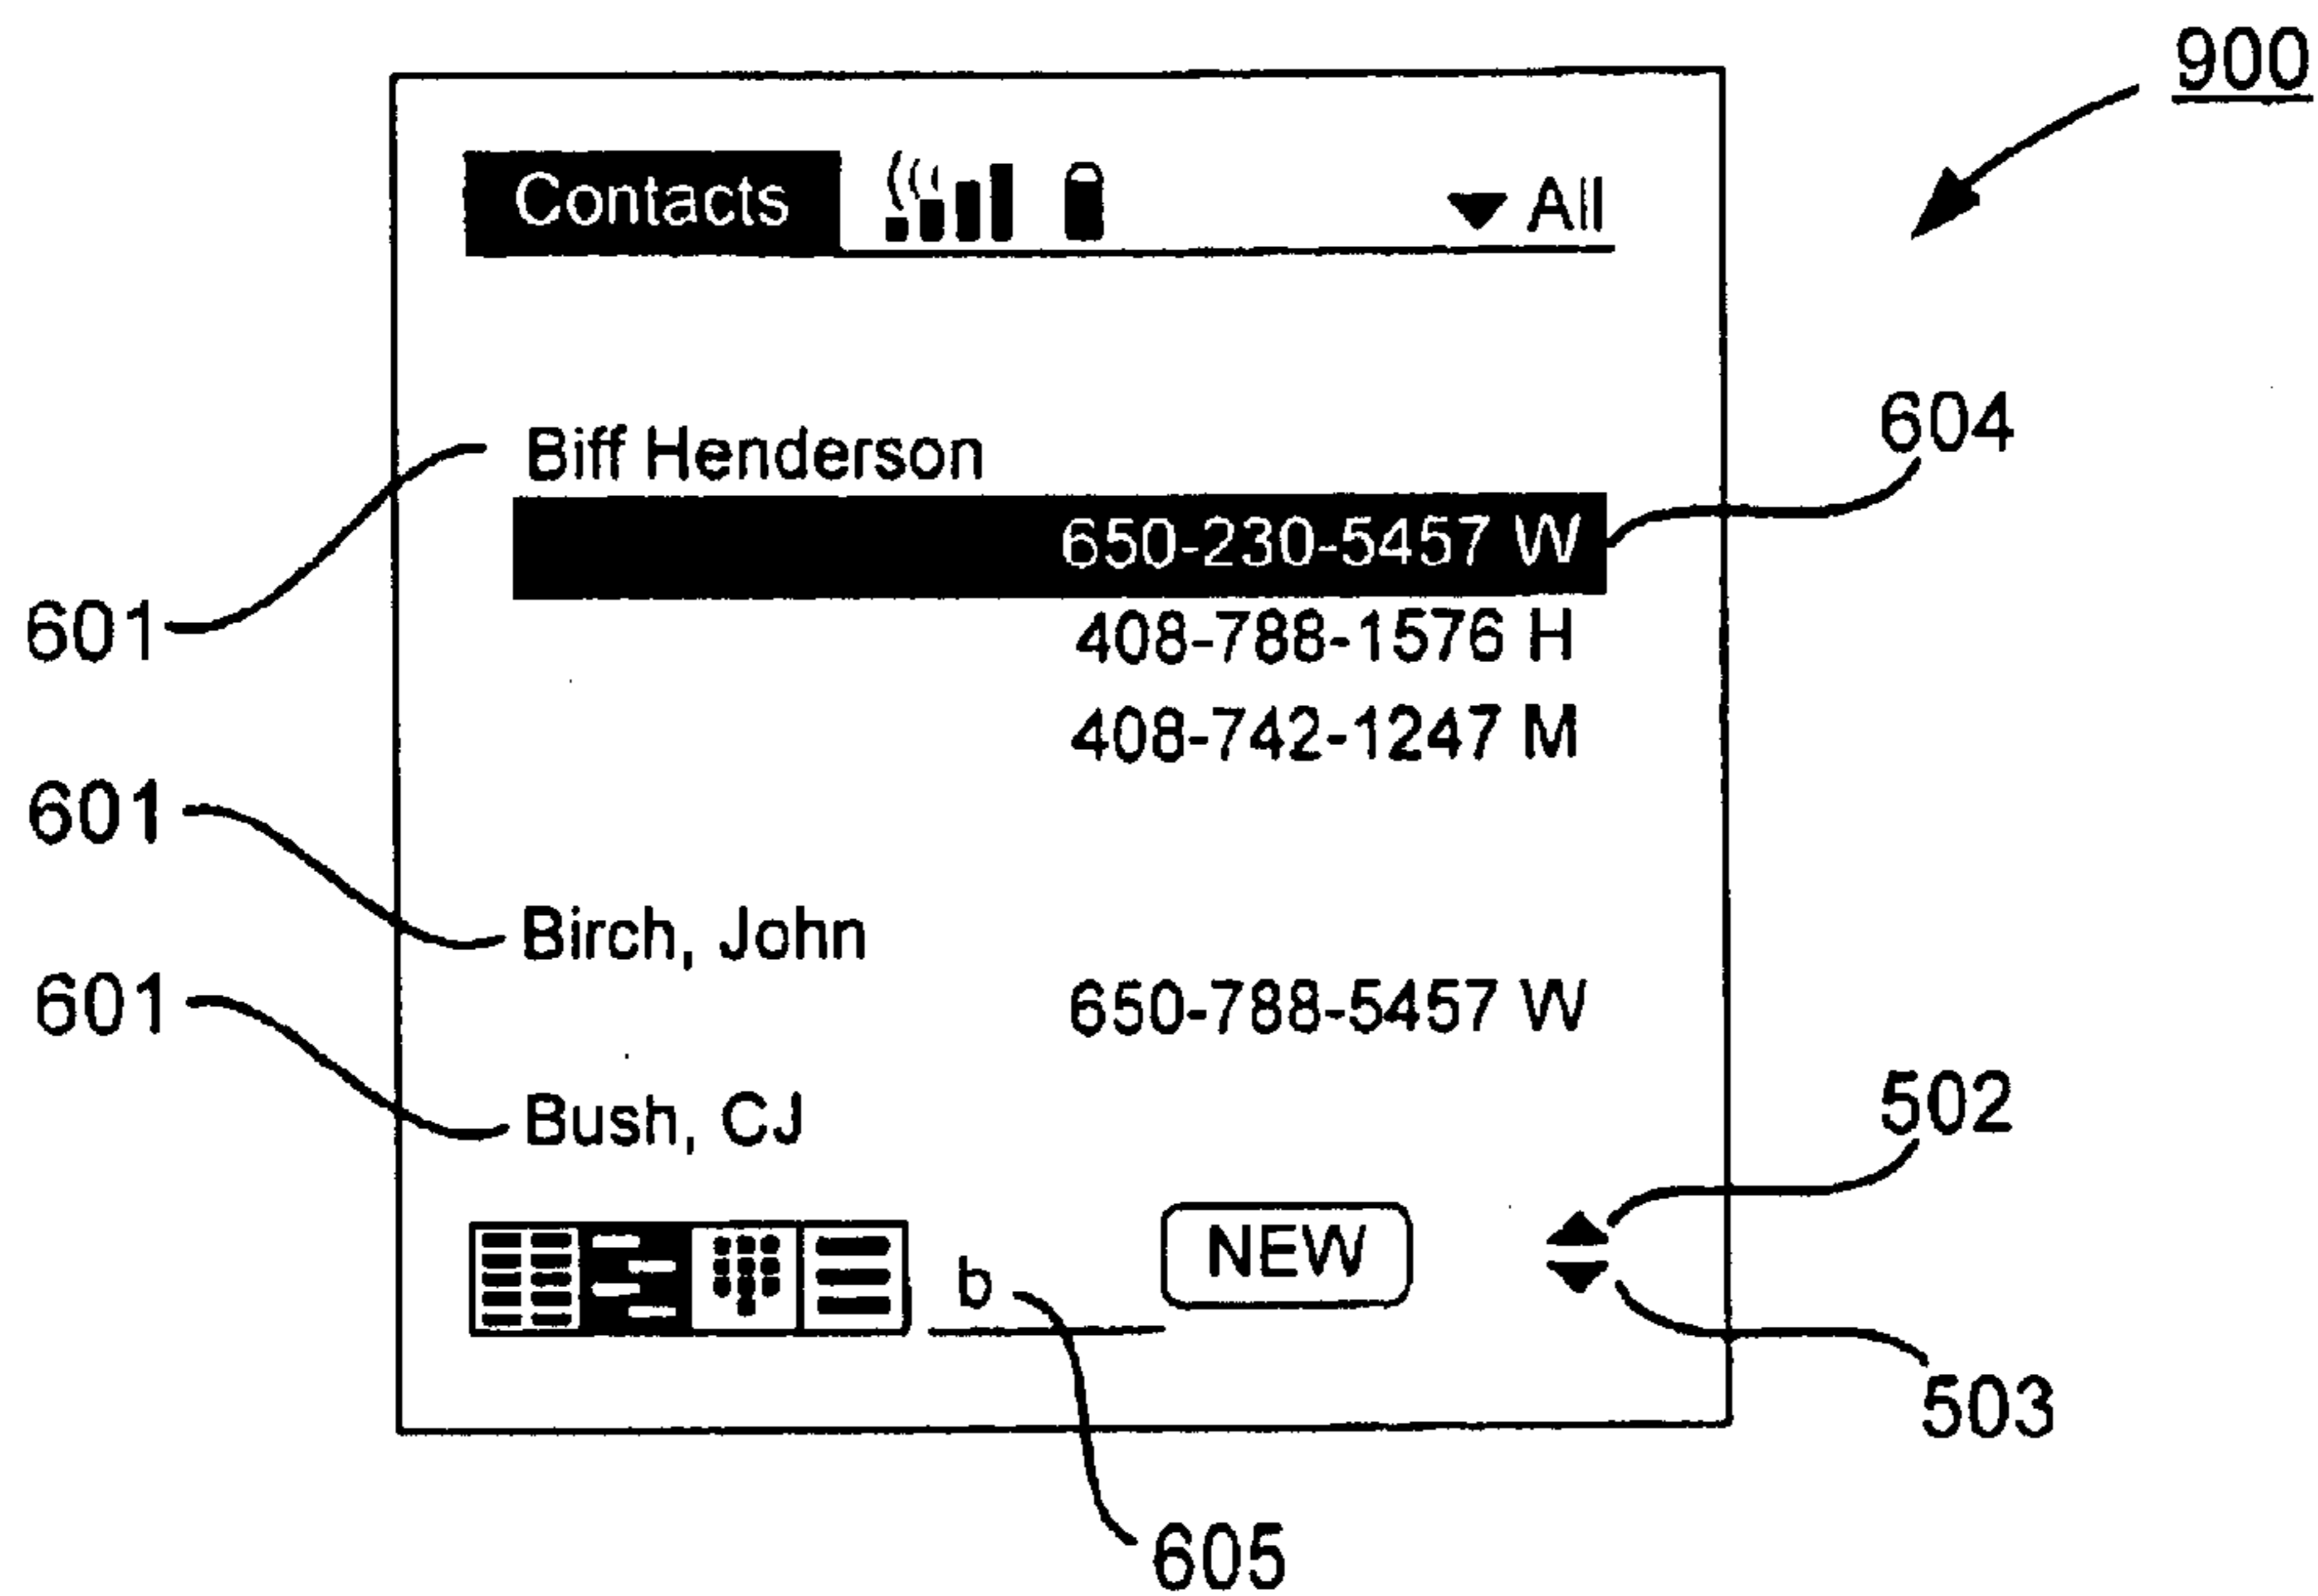 900
Contacts All
604
Biff Henderson
650-230-5457 W
601
408-788-1576 H
408-742-1247 M
601
Birch, John
601
650-788-5457 W
502
Bush, CJ
b
NEW
503
605